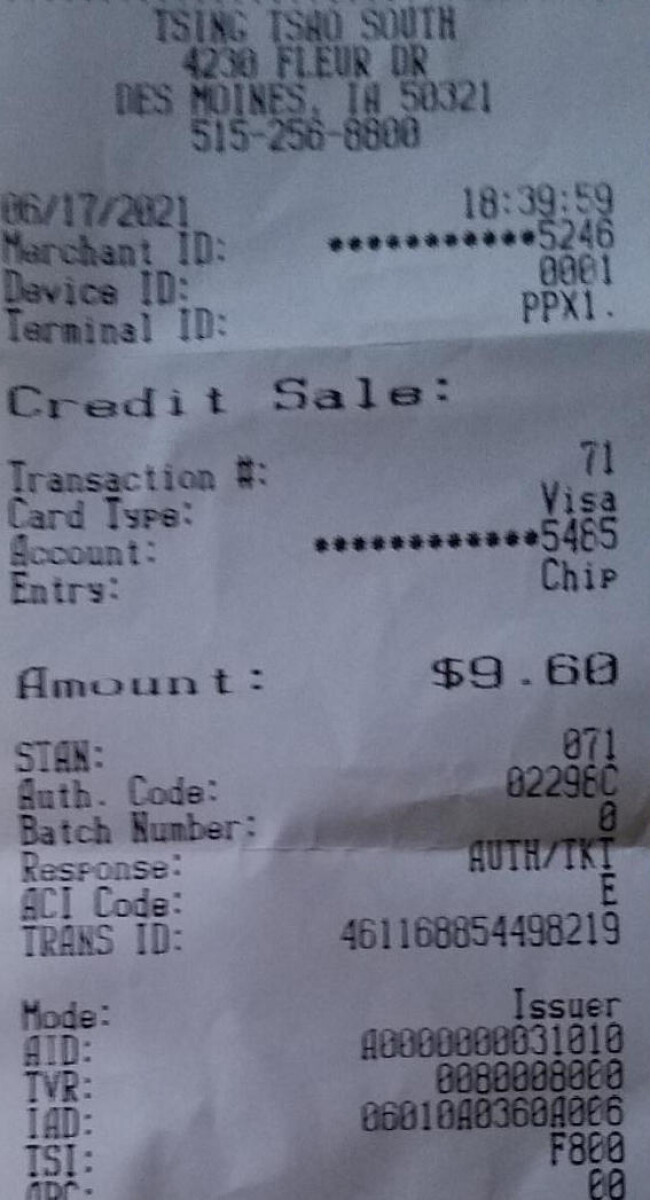 TSING TSAO SOUTH
4230 FLEUR DR
DES MOINES, IA 50321
515-256-8800
06/17/2021 18:39:59
Merchant ID: ***********5246
Device ID: 0001
Terminal ID: PPX1.
Credit Sale:
Transaction #: 71
Card Type: Visa
Account: ************5465
Entry: Chip
Amount: $9.60
STAN: 071
Auth. Code: 02296C
Batch Number: 0
Response: AUTH/TKT
ACI Code: E
TRANS ID: 461168854498219
Mode: Issuer
AID: A0000000031010
TVR: 0080008000
IAD: 06010A0360A006
TSI: F800
ARC: 00